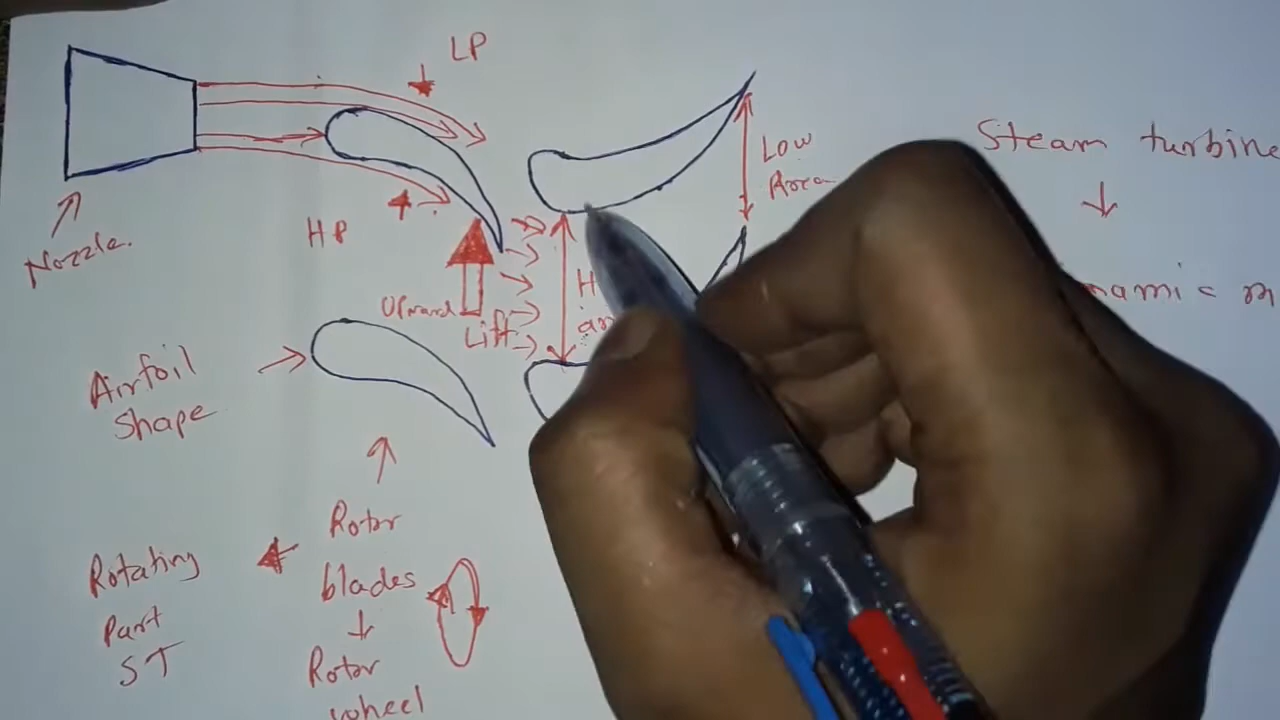 LP
Steam turbine
Low
Area
HP
Nozzle
Upward
Lift
Airfoil
shape
Rotor
blades
Rotor
wheel
Rotating
part
ST